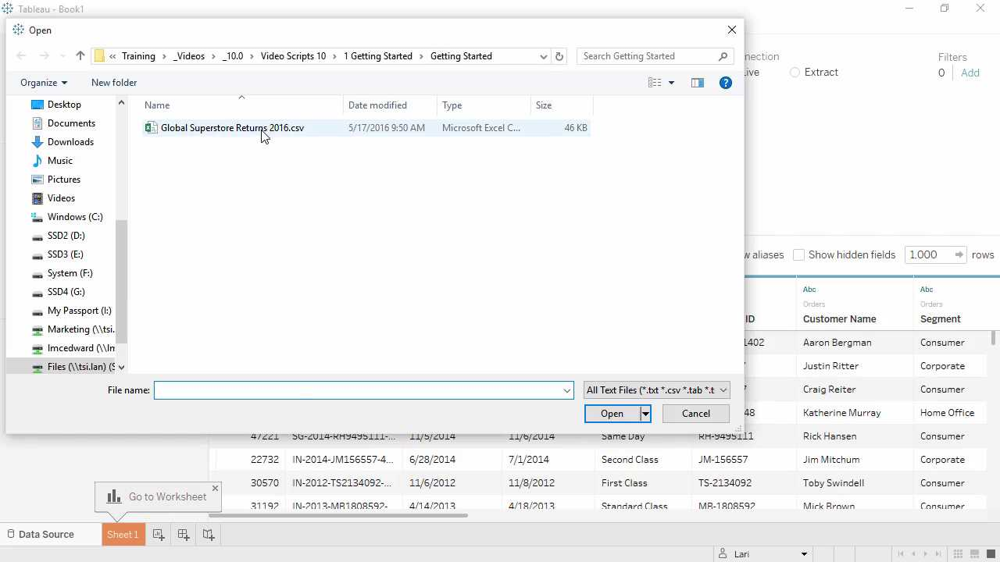 Tableau - Book1
Open
« Training > _Videos > _10.0 > Video Scripts 10 > 1 Getting Started > Getting Started
Search Getting Started
Organize
New folder
?
Name Date modified Type Size
Global Superstore Returns 2016.csv 5/17/2016 9:50 AM Microsoft Excel C... 46 KB
Desktop
Documents
Downloads
Music
Pictures
Videos
Windows (C:)
SSD2 (D:)
SSD3 (E:)
System (F:)
SSD4 (G:)
My Passport (I:)
Marketing (\\tsi.
lmcedward (\\lm
Files (\\tsi.lan) (S
File name:
All Text Files (*.txt *.csv *.tab *.t
Open
Cancel
nnection
ive
Extract
Filters
0 | Add
w aliases
Show hidden fields
1.000
rows
Abc Abc
Orders Orders
ID Customer Name Segment
1402 Aaron Bergman Consumer
Justin Ritter Corporate
Craig Reiter Consumer
48 Katherine Murray Home Office
47221 SG-2014-RH9495111-... 11/5/2014 11/6/2014 Same Day RH-9495111 Rick Hansen Consumer
22732 IN-2014-JM156557-4... 6/28/2014 7/1/2014 Second Class JM-156557 Jim Mitchum Corporate
30570 IN-2012-TS2134092-... 11/6/2012 11/8/2012 First Class TS-2134092 Toby Swindell Consumer
31192 IN-2013-MB1808592-... 4/14/2013 4/18/2013 Standard Class MB-1808592 Mick Brown Consumer
Go to Worksheet
Data Source
Sheet 1
Lari